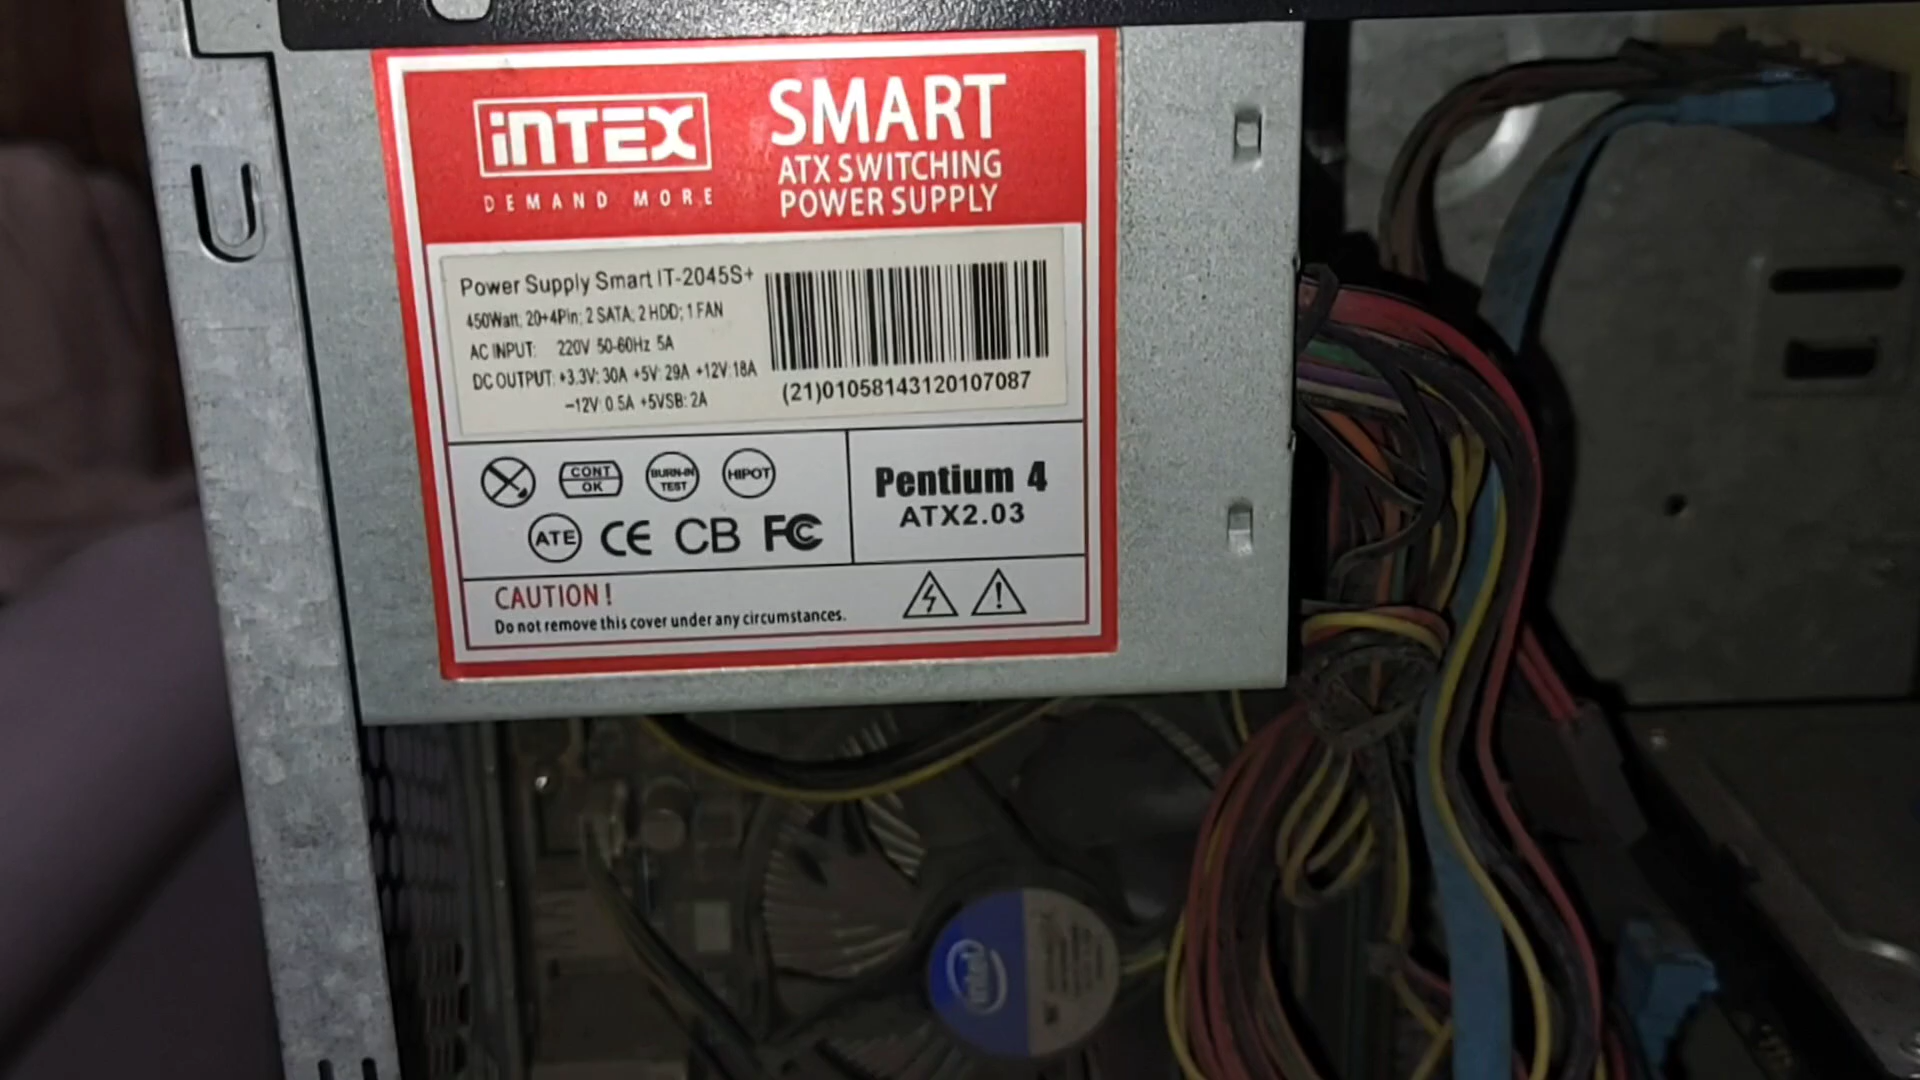 iNTEX
DEMAND MORE
SMART
ATX SWITCHING
POWER SUPPLY
Power Supply Smart IT-2045S+
450Watt; 20+4Pin; 2 SATA; 2 HDD; 1 FAN
AC INPUT: 220V 50-60Hz 5A
DC OUTPUT: +3.3V: 30A +5V: 29A +12V:18A
-12V: 0.5A +5VSB: 2A
(21)01058143120107087
CONT
OK
BURN-IN
TEST
HIPOT
ATE CE CB FC
Pentium 4
ATX2.03
CAUTION !
Do not remove this cover under any circumstances.
intel